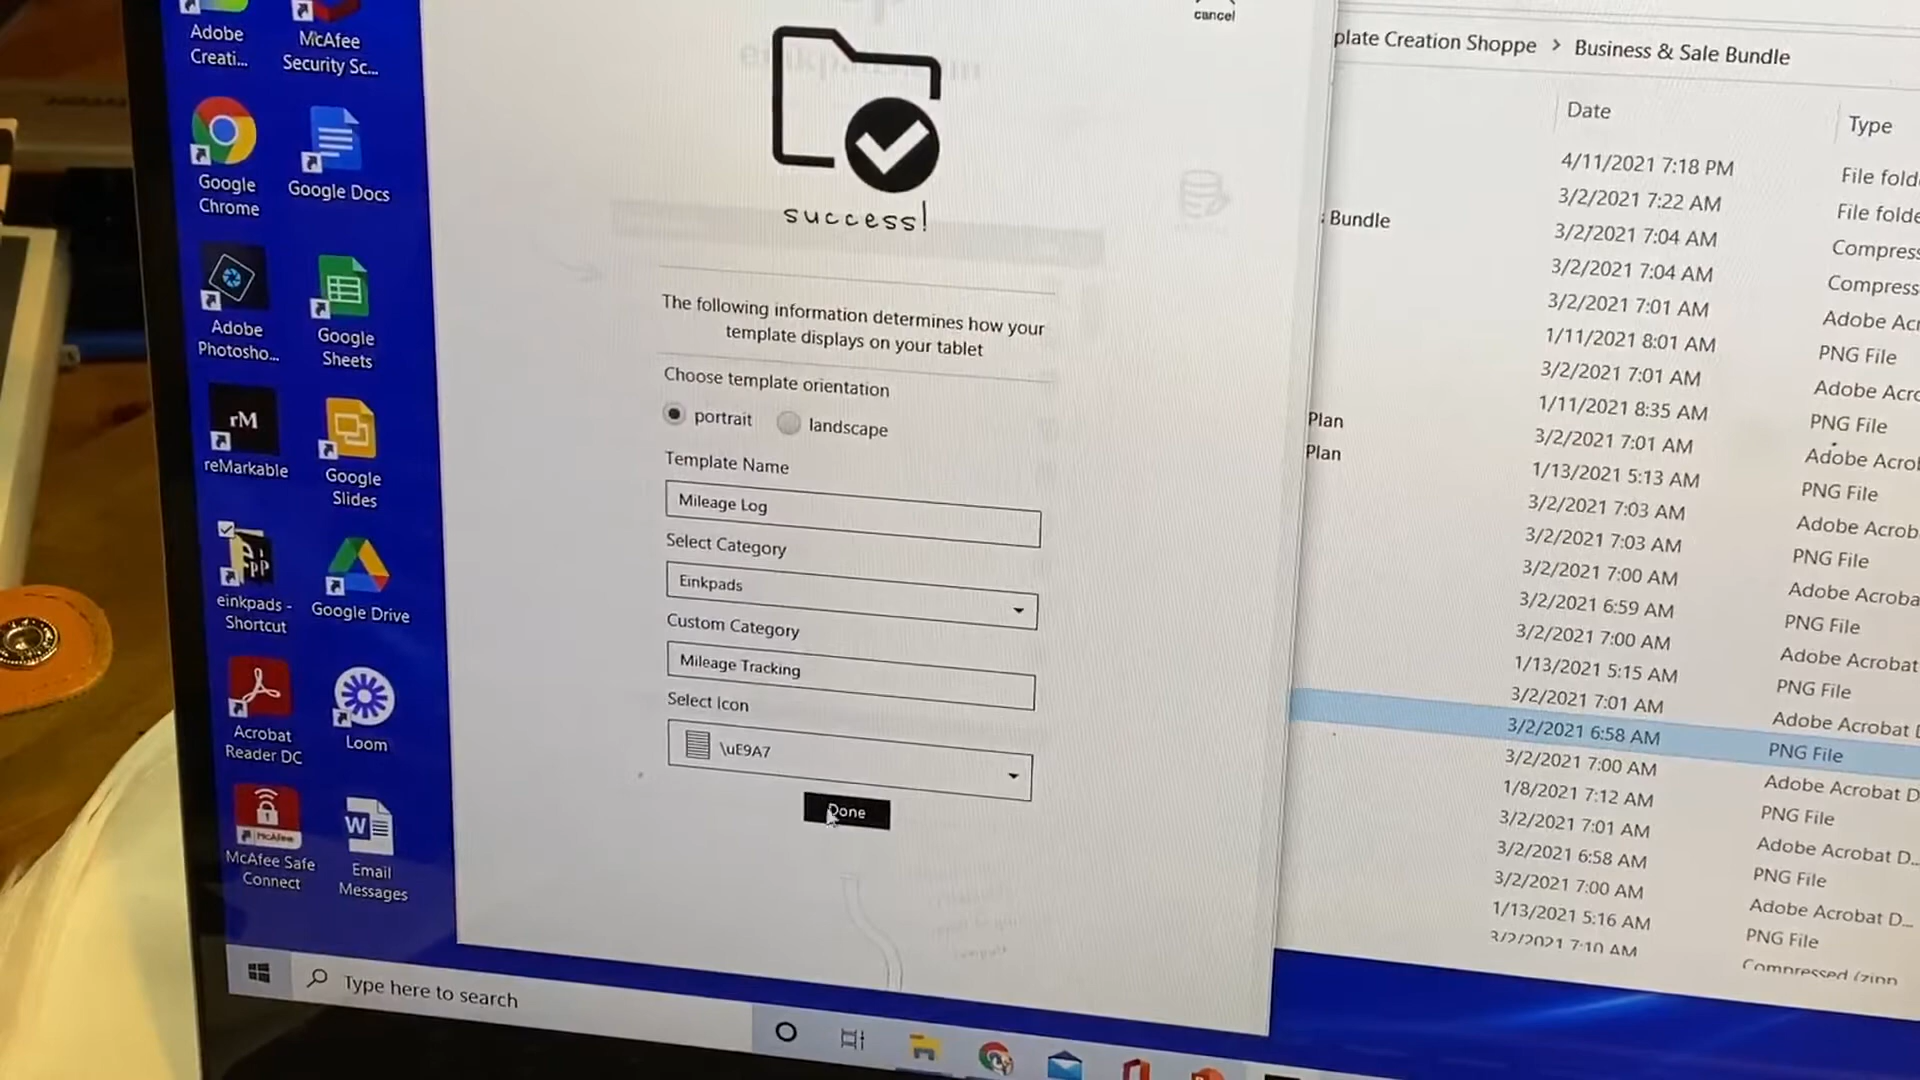 Adobe
Creati...
McAfee
Security Sc...
Google
Chrome
Google Docs
Adobe
Photosho...
Google
Sheets
rM
reMarkable
Google
Slides
einkpads -
Shortcut
Google Drive
Acrobat
Reader DC
Loom
McAfee
McAfee Safe
Connect
W
Email
Messages
Type here to search
cancel
success!
The following information determines how your
template displays on your tablet
Choose template orientation
portrait
landscape
Template Name
Mileage Log
Select Category
Einkpads
Custom Category
Mileage Tracking
Select Icon
\uE9A7
Done
plate Creation Shoppe > Business & Sale Bundle
Date
Type
4/11/2021 7:18 PM
File fold
3/2/2021 7:22 AM
File folde
Bundle
3/2/2021 7:04 AM
Compress
3/2/2021 7:04 AM
Compress
3/2/2021 7:01 AM
Adobe Acr
1/11/2021 8:01 AM
PNG File
3/2/2021 7:01 AM
Adobe Acr
Plan
1/11/2021 8:35 AM
PNG File
Plan
3/2/2021 7:01 AM
Adobe Acrol
1/13/2021 5:13 AM
PNG File
3/2/2021 7:03 AM
Adobe Acrob
3/2/2021 7:03 AM
PNG File
3/2/2021 7:00 AM
Adobe Acroba
3/2/2021 6:59 AM
PNG File
3/2/2021 7:00 AM
Adobe Acrobat
1/13/2021 5:15 AM
PNG File
3/2/2021 7:01 AM
Adobe Acrobat D
3/2/2021 6:58 AM
PNG File
3/2/2021 7:00 AM
Adobe Acrobat D
1/8/2021 7:12 AM
PNG File
3/2/2021 7:01 AM
Adobe Acrobat D...
3/2/2021 6:58 AM
PNG File
3/2/2021 7:00 AM
Adobe Acrobat D...
1/13/2021 5:16 AM
PNG File
3/2/2021 7:10 AM
Compressed (zipp